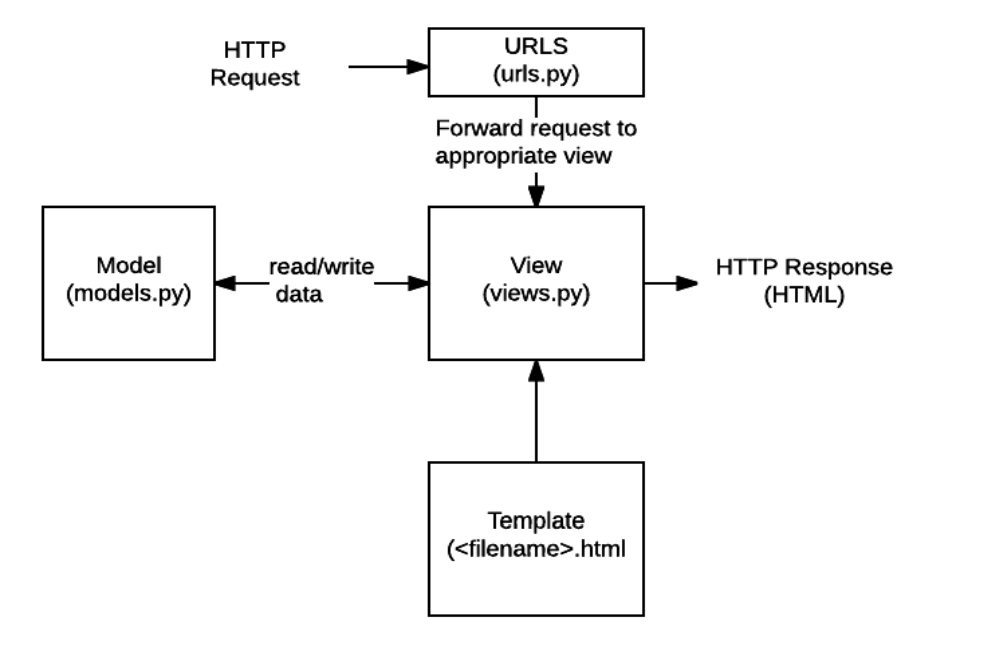 HTTP
Request
URLS
(urls.py)
Forward request to
appropriate view
Model
(models.py)
read/write
data
View
(views.py)
HTTP Response
(HTML)
Template
(<filename>.html